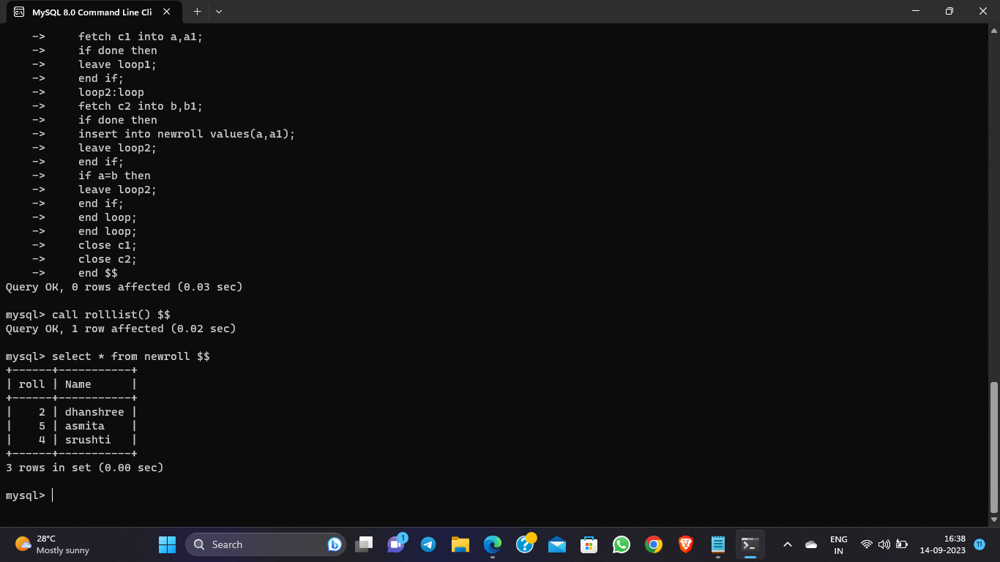 MySQL 8.0 Command Line Cli
-> fetch c1 into a,a1;
-> if done then
-> leave loop1;
-> end if;
-> loop2:loop
-> fetch c2 into b,b1;
-> if done then
-> insert into newroll values(a,a1);
-> leave loop2;
-> end if;
-> if a=b then
-> leave loop2;
-> end if;
-> end loop;
-> end loop;
-> close c1;
-> close c2;
-> end $$
Query OK, 0 rows affected (0.03 sec)
mysql> call rolllist() $$
Query OK, 1 row affected (0.02 sec)
mysql> select * from newroll $$
+------+-----------+
| roll | Name      |
+------+-----------+
|    2 | dhanshree |
|    5 | asmita    |
|    4 | srushti   |
+------+-----------+
3 rows in set (0.00 sec)
mysql>
28°C
Mostly sunny
Search
1
ENG
IN
16:38
14-09-2023
11